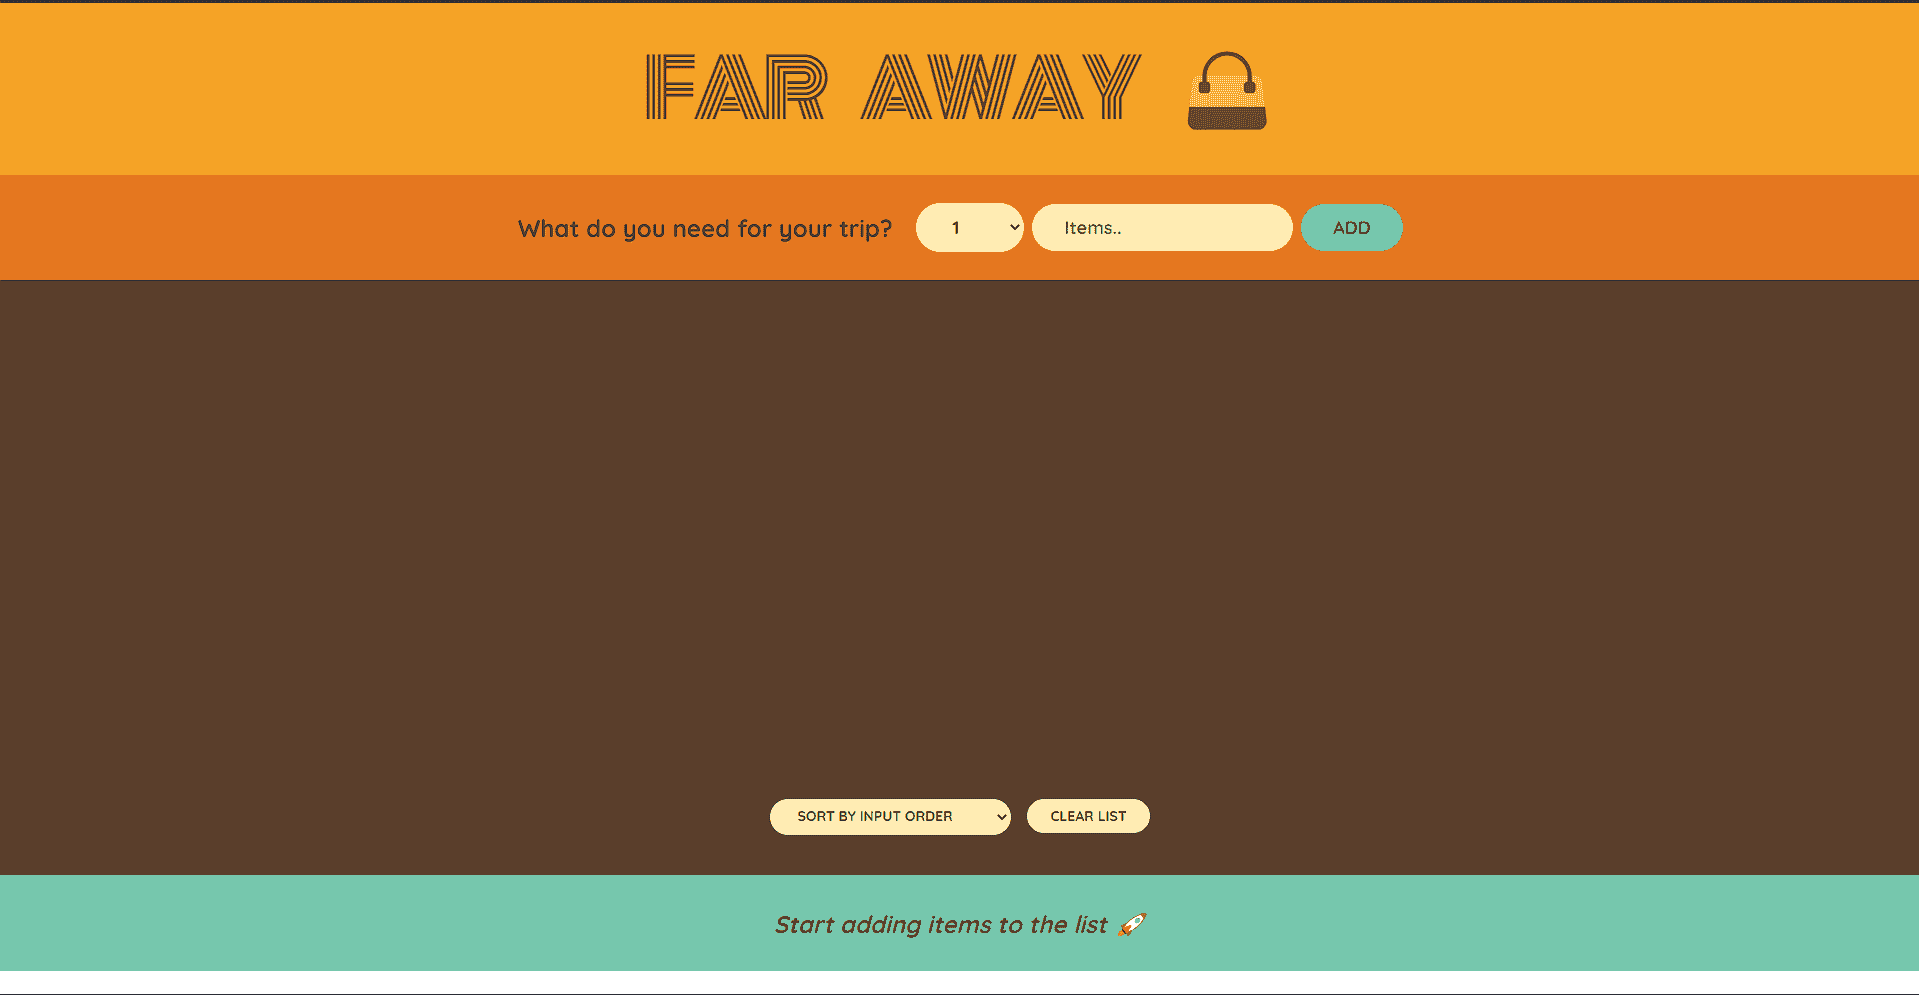 FAR AWAY
What do you need for your trip? 1 Items.. ADD
SORT BY INPUT ORDER CLEAR LIST
Start adding items to the list 🚀